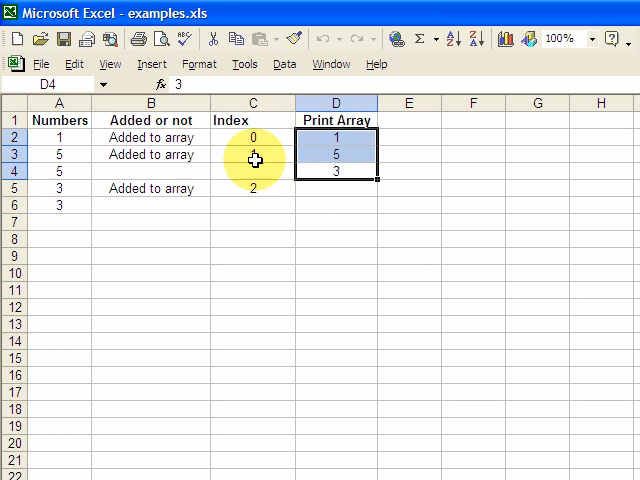 Microsoft Excel - examples.xls
100%
File Edit View Insert Format Tools Data Window Help
D4 fx 3
A B C D E F G H
1 Numbers Added or not Index Print Array
2 1 Added to array 0 1
3 5 Added to array 1 5
4 5 3
5 3 Added to array 2
6 3
7
8
9
10
11
12
13
14
15
16
17
18
19
20
21
22